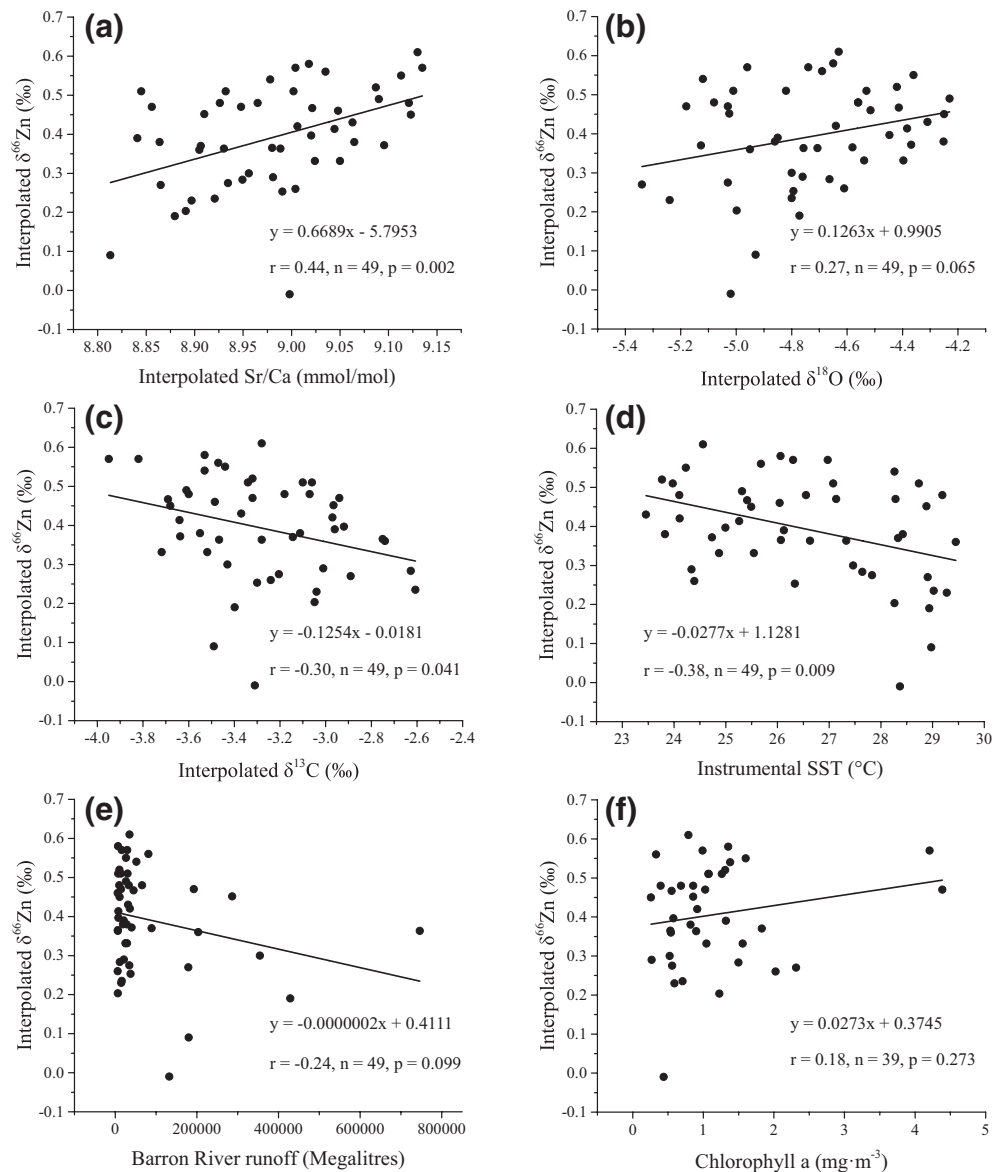 (a)
0.7
0.6
0.5
0.4
0.3
0.2
0.1
0.0
-0.1
Interpolated δ⁶⁶Zn (‰)
y = 0.6689x - 5.7953
r = 0.44, n = 49, p = 0.002
8.80 8.85 8.90 8.95 9.00 9.05 9.10 9.15
Interpolated Sr/Ca (mmol/mol)
(b)
0.7
0.6
0.5
0.4
0.3
0.2
0.1
0.0
-0.1
Interpolated δ⁶⁶Zn (‰)
y = 0.1263x + 0.9905
r = 0.27, n = 49, p = 0.065
-5.4 -5.2 -5.0 -4.8 -4.6 -4.4 -4.2
Interpolated δ¹⁸O (‰)
(c)
0.7
0.6
0.5
0.4
0.3
0.2
0.1
0.0
-0.1
Interpolated δ⁶⁶Zn (‰)
y = -0.1254x - 0.0181
r = -0.30, n = 49, p = 0.041
-4.0 -3.8 -3.6 -3.4 -3.2 -3.0 -2.8 -2.6 -2.4
Interpolated δ¹³C (‰)
(d)
0.7
0.6
0.5
0.4
0.3
0.2
0.1
0.0
-0.1
Interpolated δ⁶⁶Zn (‰)
y = -0.0277x + 1.1281
r = -0.38, n = 49, p = 0.009
23 24 25 26 27 28 29 30
Instrumental SST (°C)
(e)
0.7
0.6
0.5
0.4
0.3
0.2
0.1
0.0
-0.1
Interpolated δ⁶⁶Zn (‰)
y = -0.0000002x + 0.4111
r = -0.24, n = 49, p = 0.099
0 200000 400000 600000 800000
Barron River runoff (Megalitres)
(f)
0.7
0.6
0.5
0.4
0.3
0.2
0.1
0.0
-0.1
Interpolated δ⁶⁶Zn (‰)
y = 0.0273x + 0.3745
r = 0.18, n = 39, p = 0.273
0 1 2 3 4 5
Chlorophyll a (mg·m⁻³)